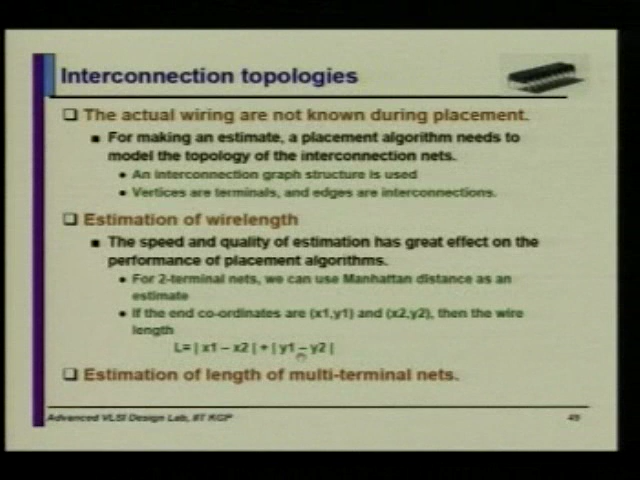 Interconnection topologies
❑ The actual wiring are not known during placement.
▪ For making an estimate, a placement algorithm needs to
model the topology of the interconnection nets.
• An interconnection graph structure is used
• Vertices are terminals, and edges are interconnections.
❑ Estimation of wirelength
▪ The speed and quality of estimation has great effect on the
performance of placement algorithms.
• For 2-terminal nets, we can use Manhattan distance as an
estimate
• If the end co-ordinates are (x1,y1) and (x2,y2), then the wire
length
L= | x1 – x2 | + | y1 – y2 |
❑ Estimation of length of multi-terminal nets.
Advanced VLSI Design Lab, IIT KGP